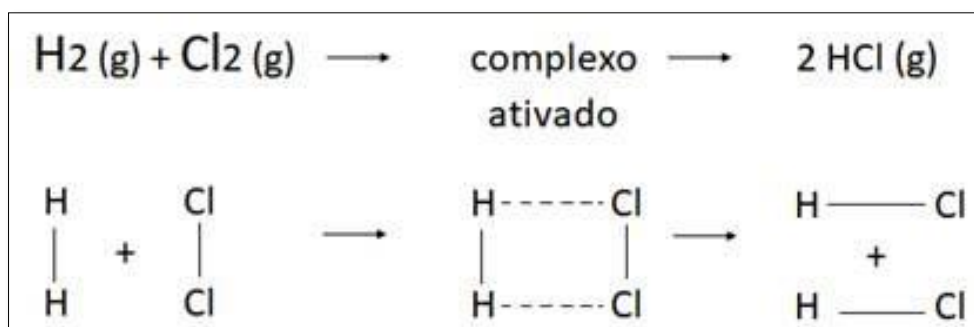 H2 (g) + Cl2 (g) → complexo ativado → 2 HCl (g)
H Cl H Cl H Cl
+ +
H Cl H Cl H Cl